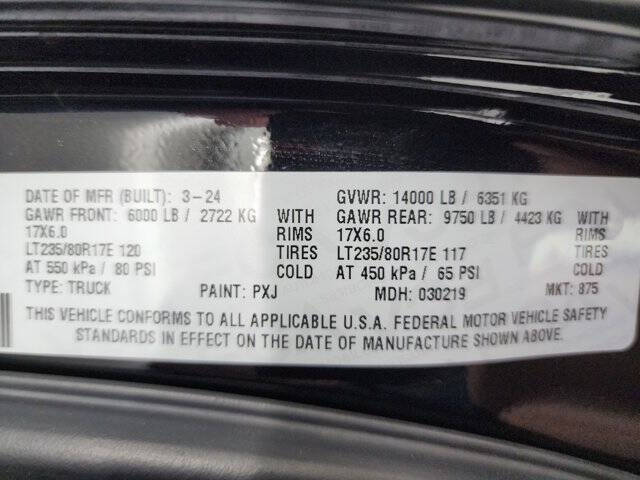 DATE OF MFR (BUILT): 3-24 GVWR: 14000 LB / 6351 KG
GAWR FRONT: 6000 LB / 2722 KG WITH GAWR REAR: 9750 LB / 4423 KG WITH
17X6.0 RIMS 17X6.0 RIMS
LT235/80R17E 120 TIRES LT235/80R17E 117 TIRES
AT 550 kPa / 80 PSI COLD AT 450 kPa / 65 PSI COLD
TYPE: TRUCK PAINT: PXJ MDH: 030219 MKT: 875
THIS VEHICLE CONFORMS TO ALL APPLICABLE U.S.A. FEDERAL MOTOR VEHICLE SAFETY
STANDARDS IN EFFECT ON THE DATE OF MANUFACTURE SHOWN ABOVE.